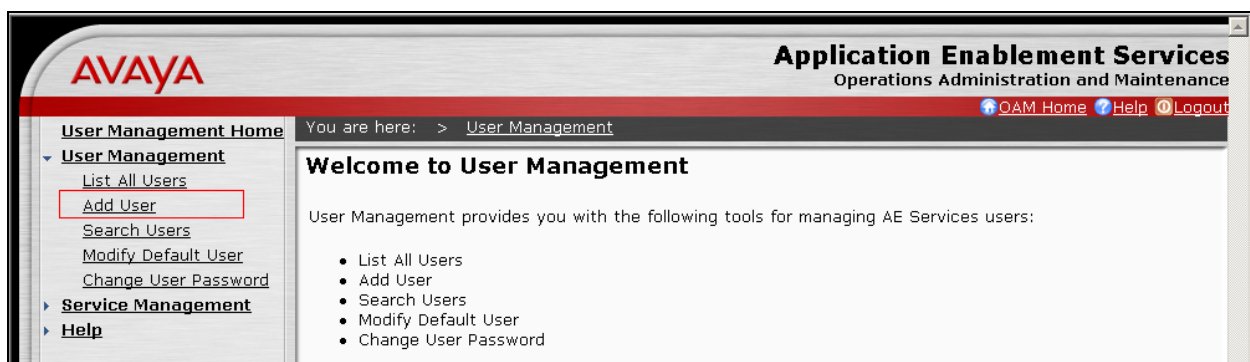 AVAYA
Application Enablement Services
Operations Administration and Maintenance
OAM Home Help Logout
User Management Home
User Management
List All Users
Add User
Search Users
Modify Default User
Change User Password
Service Management
Help
You are here: > User Management
Welcome to User Management
User Management provides you with the following tools for managing AE Services users:
• List All Users
• Add User
• Search Users
• Modify Default User
• Change User Password